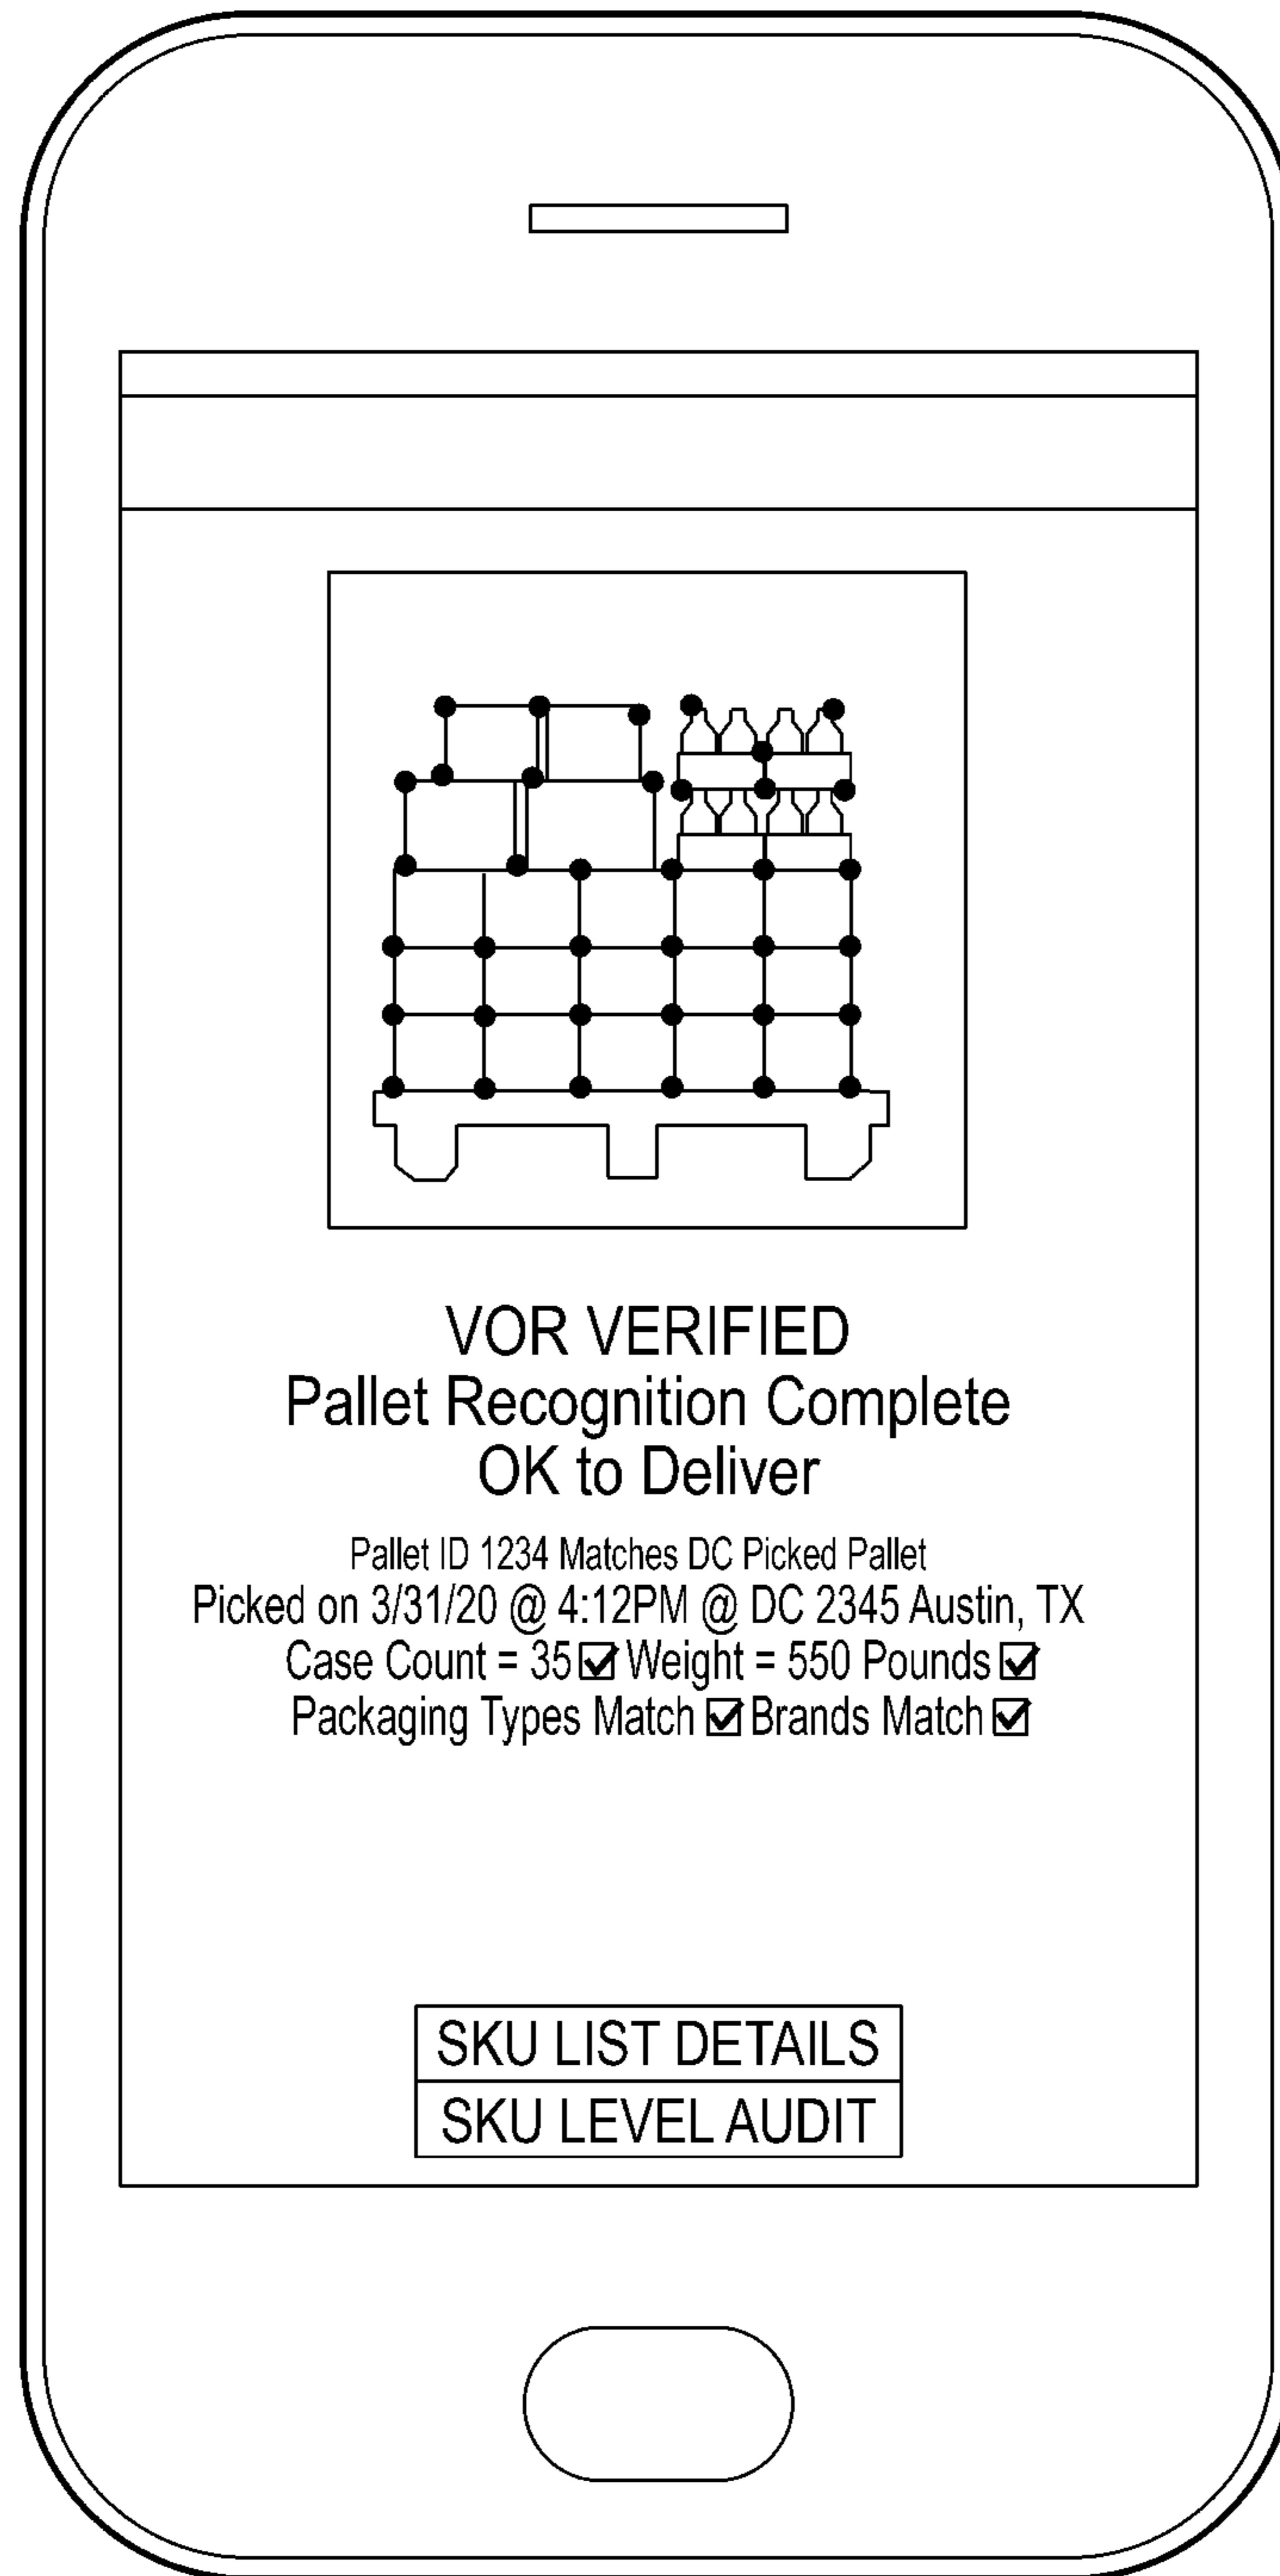 VOR VERIFIED
Pallet Recognition Complete
OK to Deliver
Pallet ID 1234 Matches DC Picked Pallet
Picked on 3/31/20 @ 4:12PM @ DC 2345 Austin, TX
Case Count = 35 ☑ Weight = 550 Pounds ☑
Packaging Types Match ☑ Brands Match ☑
SKU LIST DETAILS
SKU LEVEL AUDIT